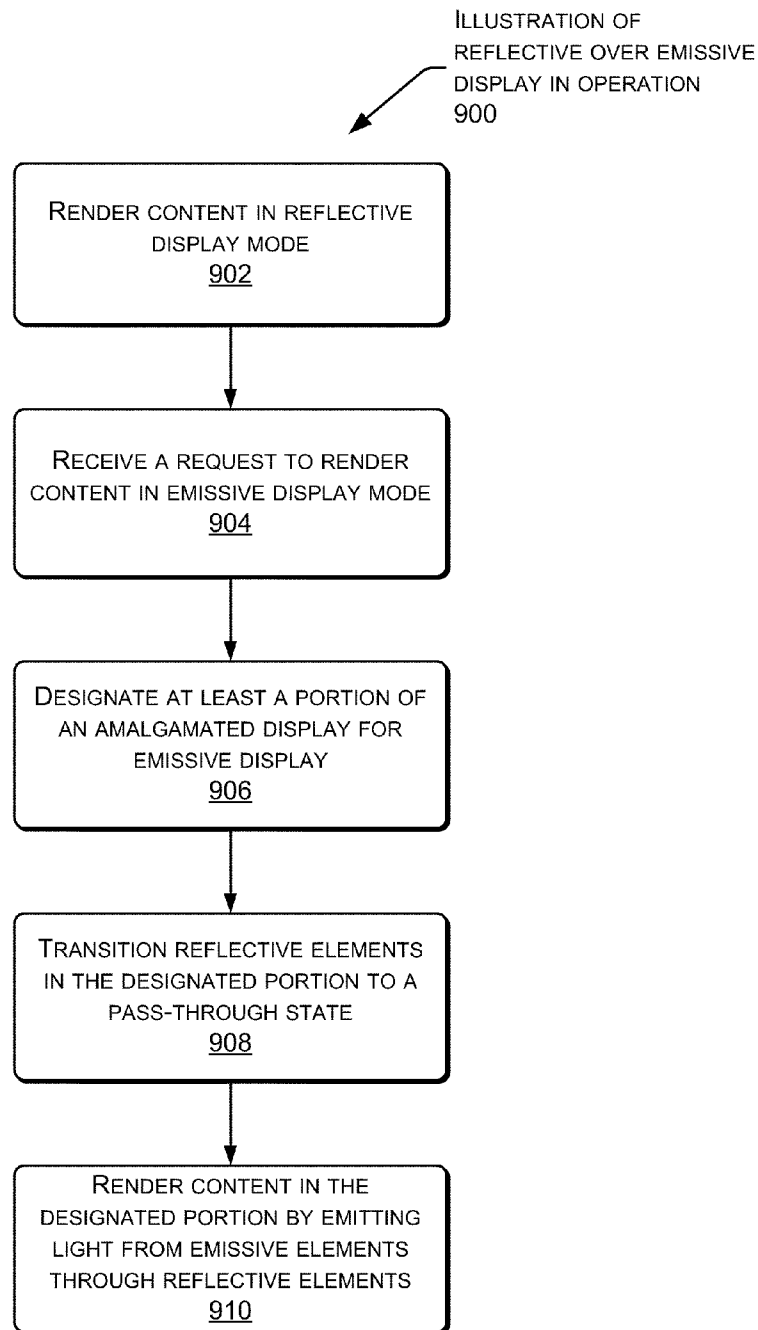 ILLUSTRATION OF
REFLECTIVE OVER EMISSIVE
DISPLAY IN OPERATION
900
RENDER CONTENT IN REFLECTIVE
DISPLAY MODE
902
RECEIVE A REQUEST TO RENDER
CONTENT IN EMISSIVE DISPLAY MODE
904
DESIGNATE AT LEAST A PORTION OF
AN AMALGAMATED DISPLAY FOR
EMISSIVE DISPLAY
906
TRANSITION REFLECTIVE ELEMENTS
IN THE DESIGNATED PORTION TO A
PASS-THROUGH STATE
908
RENDER CONTENT IN THE
DESIGNATED PORTION BY EMITTING
LIGHT FROM EMISSIVE ELEMENTS
THROUGH REFLECTIVE ELEMENTS
910